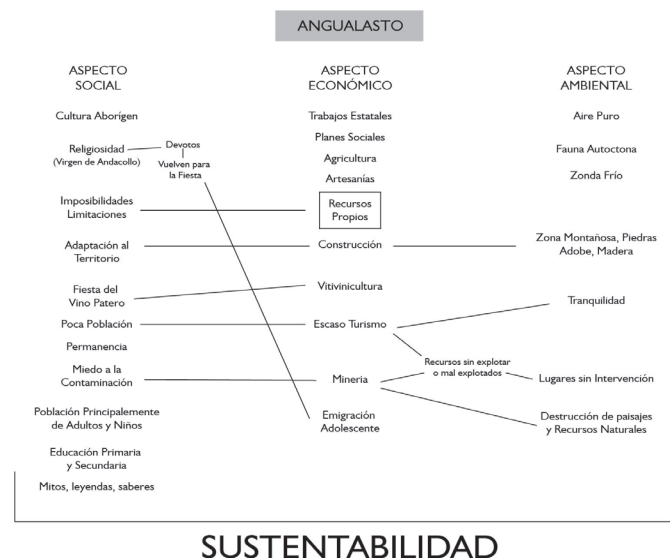 ANGUALASTO
ASPECTO
SOCIAL
Cultura Aborígen
Religiosidad
(Virgen de Andacollo)
Devotos
Vuelven para
la Fiesta
Imposibilidades
Limitaciones
Adaptación al
Territorio
Fiesta del
Vino Patero
Poca Población
Permanencia
Miedo a la
Contaminación
Población Principalemente
de Adultos y Niños
Educación Primaria
y Secundaria
Mitos, leyendas, saberes
ASPECTO
ECONÓMICO
Trabajos Estatales
Planes Sociales
Agricultura
Artesanías
Recursos
Propios
Construcción
Vitivinicultura
Escaso Turismo
Recursos sin explotar
o mal explotados
Mineria
Emigración
Adolescente
ASPECTO
AMBIENTAL
Aire Puro
Fauna Autoctona
Zonda Frío
Zona Montañosa, Piedras
Adobe, Madera
Tranquilidad
Lugares sin Intervención
Destrucción de paisajes
y Recursos Naturales
SUSTENTABILIDAD